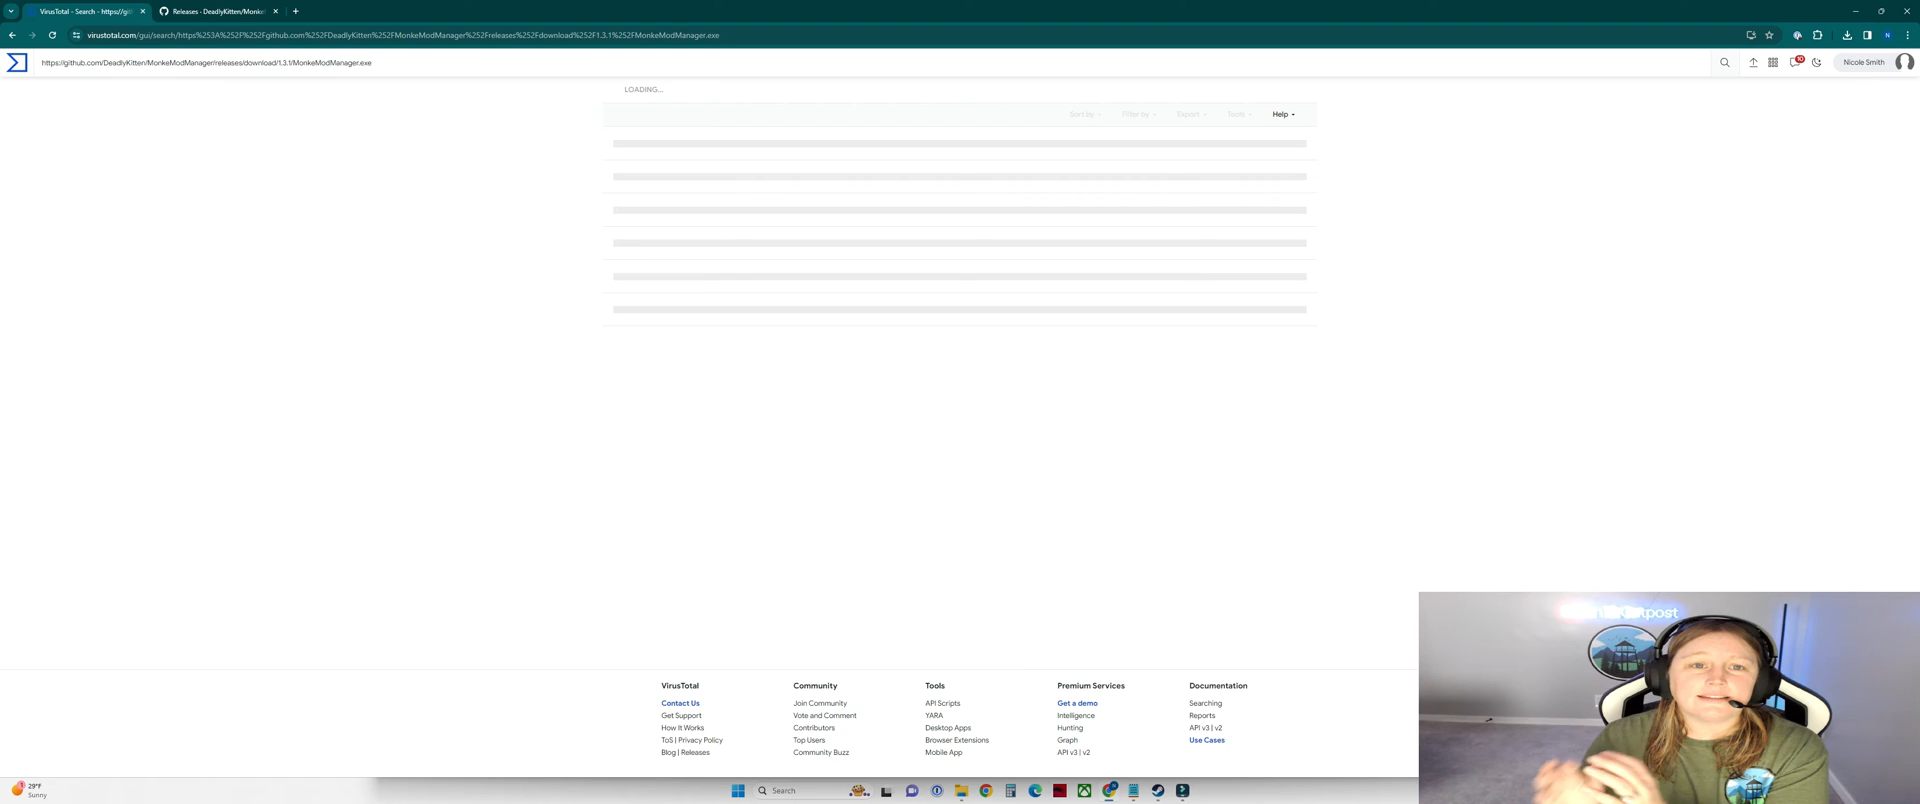 VirusTotal - Search - https://git
Releases · DeadlyKitten/Monke
virustotal.com/gui/search/https%253A%252F%252Fgithub.com%252FDeadlyKitten%252FMonkeModManager%252Freleases%252Fdownload%252F1.3.1%252FMonkeModManager.exe
N
https://github.com/DeadlyKitten/MonkeModManager/releases/download/1.3.1/MonkeModManager.exe
10
Nicole Smith
LOADING...
Sort by
Filter by
Export
Tools
Help
VirusTotal
Contact Us
Get Support
How It Works
ToS | Privacy Policy
Blog | Releases
Community
Join Community
Vote and Comment
Contributors
Top Users
Community Buzz
Tools
API Scripts
YARA
Desktop Apps
Browser Extensions
Mobile App
Premium Services
Get a demo
Intelligence
Hunting
Graph
API v3 | v2
Documentation
Searching
Reports
API v3 | v2
Use Cases
1
29°F
Sunny
Search